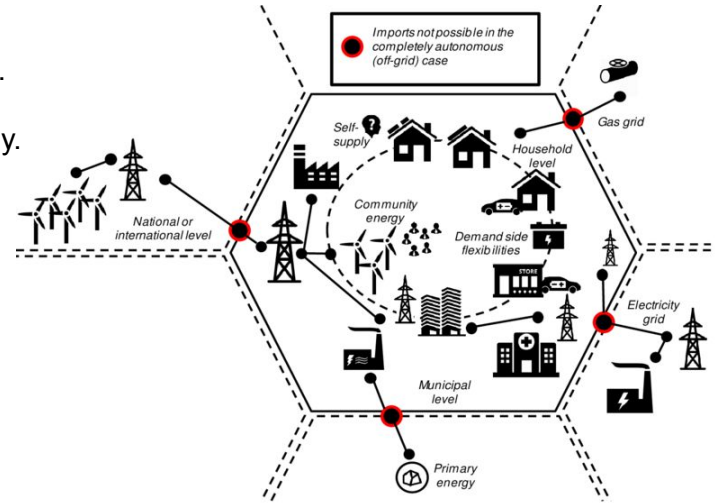 Imports not possible in the
completely autonomous
(off-grid) case
.
y.
Self-
supply
Gas grid
Household
level
Community
energy
National or
international level
Demand side
flexibilities
STORE
Electricity
grid
Municipal
level
Primary
energy